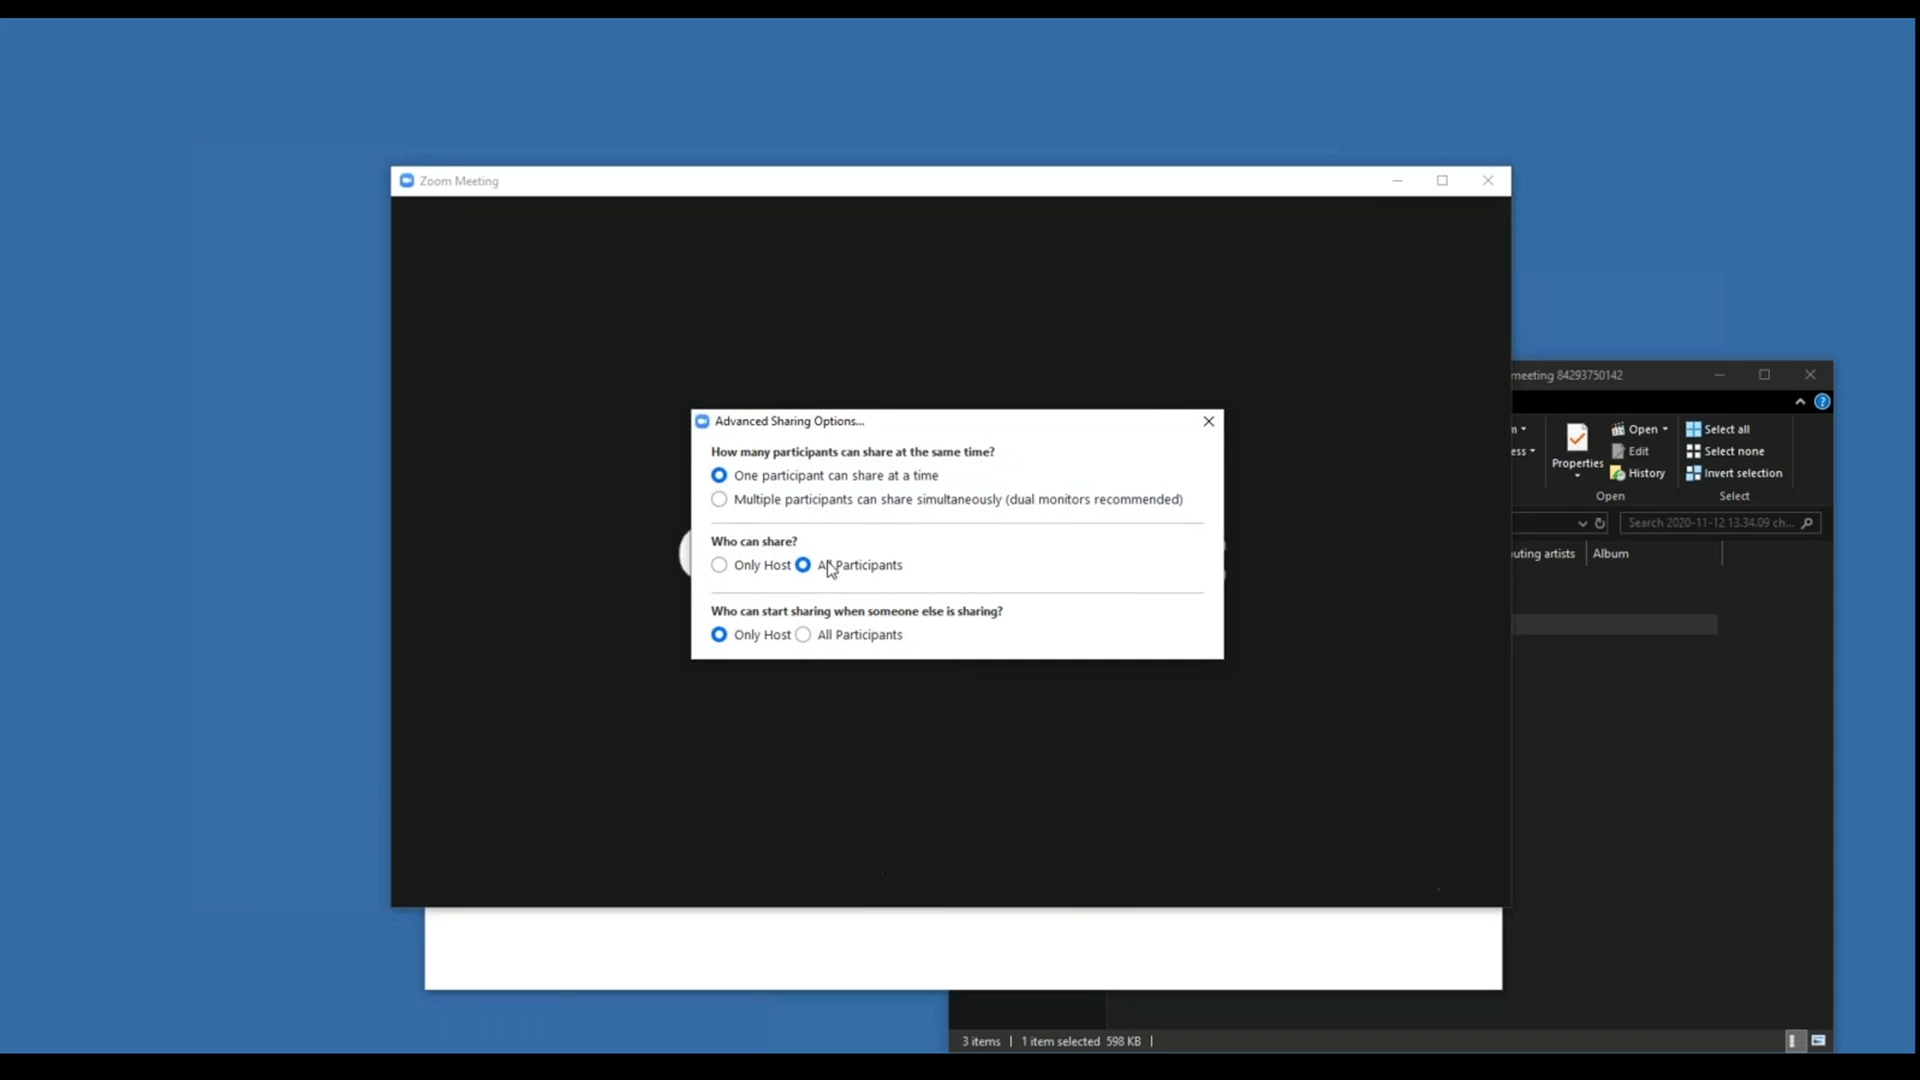 Zoom Meeting
meeting 84293750142
Open
Edit
History
Properties
Select all
Select none
Invert selection
Open
Select
Search 2020-11-12 13.34.09 ch...
Album
Advanced Sharing Options...
How many participants can share at the same time?
One participant can share at a time
Multiple participants can share simultaneously (dual monitors recommended)
Who can share?
Only Host All Participants
Who can start sharing when someone else is sharing?
Only Host All Participants
3 items | 1 item selected 598 KB |